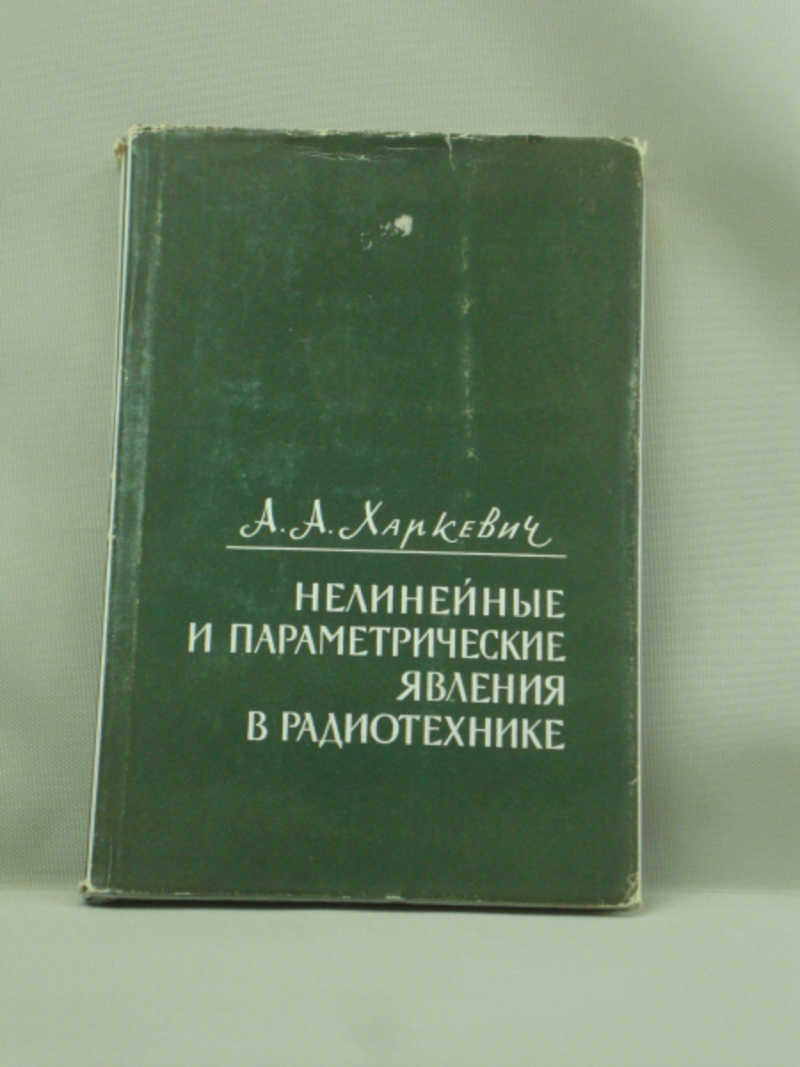 А. А. Харкевич
НЕЛИНЕЙНЫЕ
И ПАРАМЕТРИЧЕСКИЕ
ЯВЛЕНИЯ
В РАДИОТЕХНИКЕ